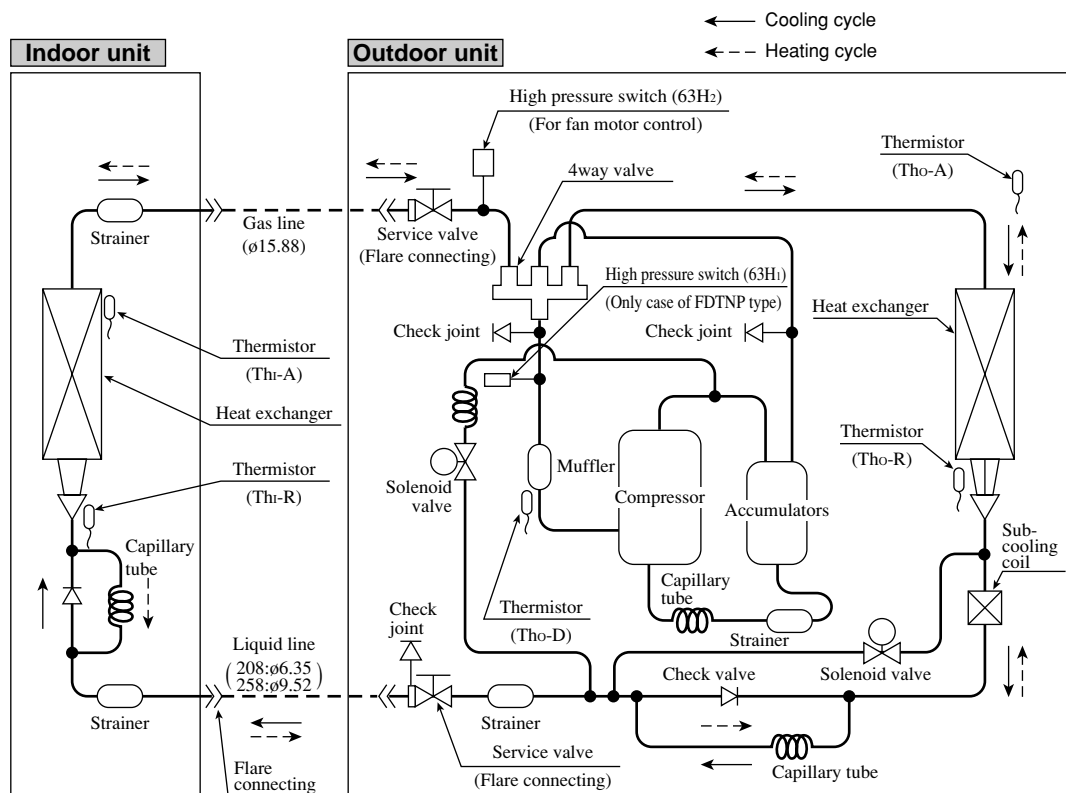 Cooling cycle
Heating cycle
Indoor unit
Outdoor unit
High pressure switch (63H₂)
(For fan motor control)
Thermistor
(Tho-A)
4way valve
Strainer
Gas line
(ø15.88)
Service valve
(Flare connecting)
High pressure switch (63H₁)
(Only case of FDTNP type)
Heat exchanger
Check joint
Check joint
Thermistor
(ThI-A)
Heat exchanger
Thermistor
(Tho-R)
Muffler
Thermistor
(ThI-R)
Solenoid
valve
Compressor
Accumulators
Sub-
cooling
coil
Capillary
tube
Capillary
tube
Check
joint
Thermistor
(Tho-D)
Strainer
Liquid line
208:ø6.35
258:ø9.52
Check valve
Solenoid valve
Strainer
Strainer
Service valve
(Flare connecting)
Capillary tube
Flare
connecting